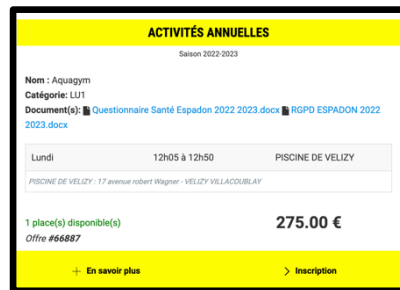 ACTIVITÉS ANNUELLES
Saison 2022-2023
Nom : Aquagym
Catégorie: LU1
Document(s): Questionnaire Santé Espadon 2022 2023.docx RGPD ESPADON 2022
2023.docx
Lundi 12h05 à 12h50 PISCINE DE VELIZY
PISCINE DE VELIZY : 17 avenue robert Wagner - VELIZY VILLACOUBLAY
1 place(s) disponible(s) 275.00 €
Offre #66887
+ En savoir plus > Inscription